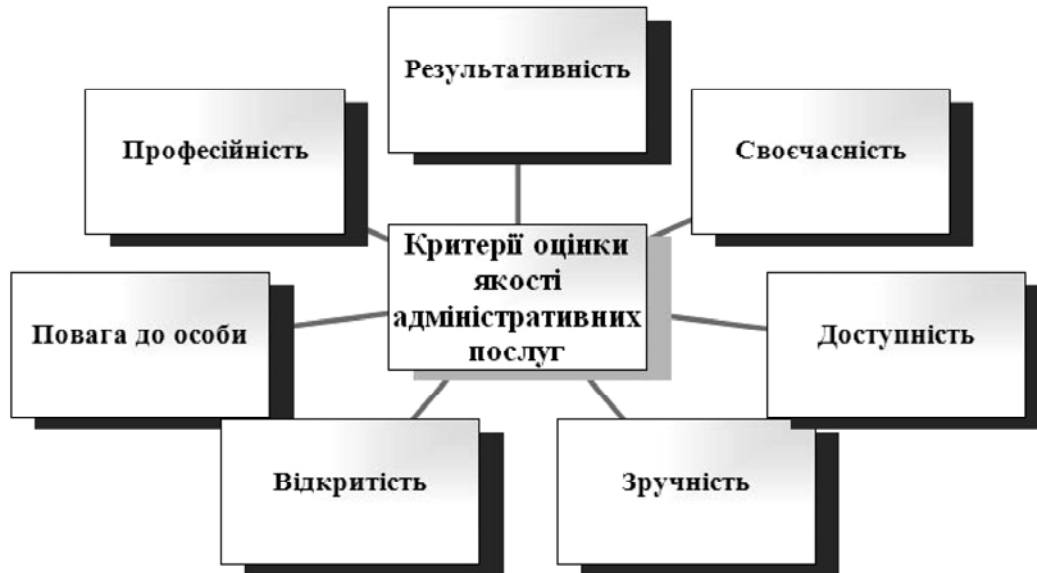 Результативність
Професійність
Своєчасність
Критерії оцінки
якості
адміністративних
послуг
Повага до особи
Доступність
Відкритість
Зручність